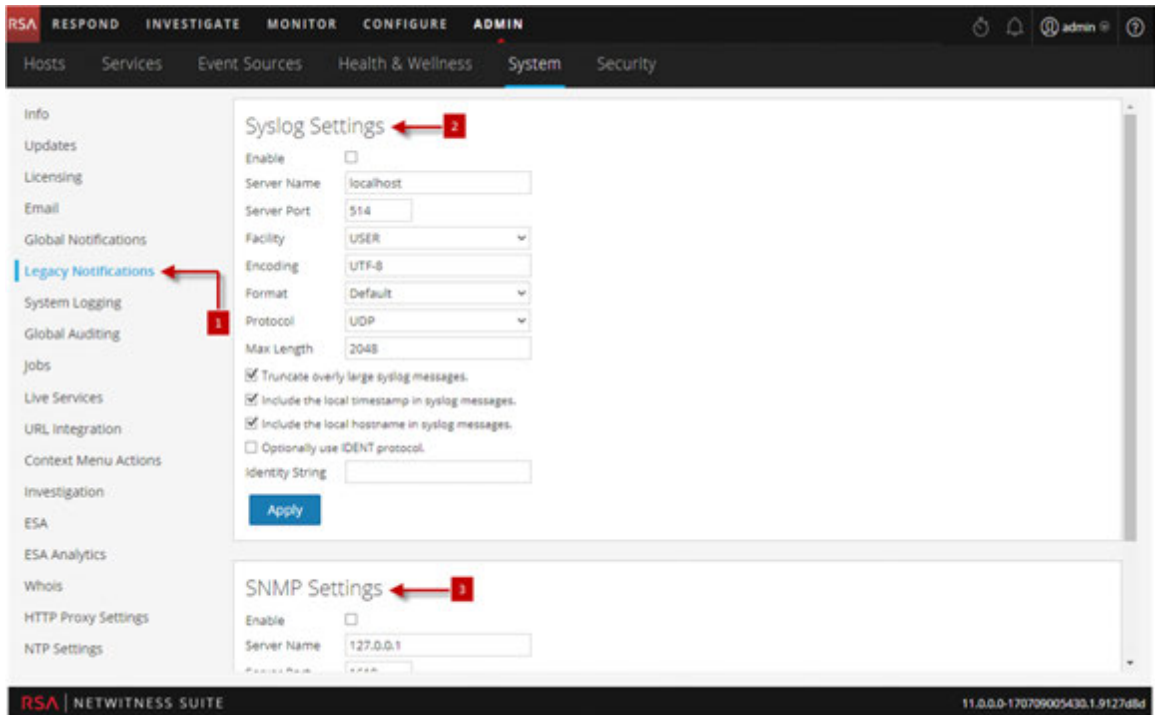 RSA RESPOND INVESTIGATE MONITOR CONFIGURE ADMIN admin
Hosts Services Event Sources Health & Wellness System Security
Info
Updates
Licensing
Email
Global Notifications
Legacy Notifications
System Logging
Global Auditing
Jobs
Live Services
URL Integration
Context Menu Actions
Investigation
ESA
ESA Analytics
Whois
HTTP Proxy Settings
NTP Settings
1
Syslog Settings 2
Enable
Server Name localhost
Server Port 514
Facility USER
Encoding UTF-8
Format Default
Protocol UDP
Max Length 2048
Truncate overly large syslog messages.
Include the local timestamp in syslog messages.
Include the local hostname in syslog messages.
Optionally use IDENT protocol.
Identity String
Apply
SNMP Settings 3
Enable
Server Name 127.0.0.1
RSA NETWITNESS SUITE 11.0.0.0-170709005430.1.9127d8d